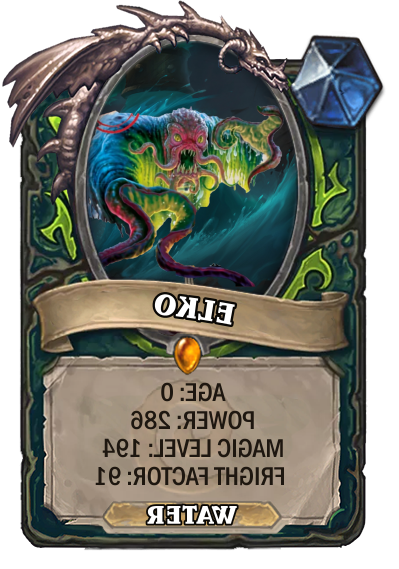 ELKO
AGE: 0
POWER: 286
MAGIC LEVEL: 194
FRIGHT FACTOR: 91
WATER